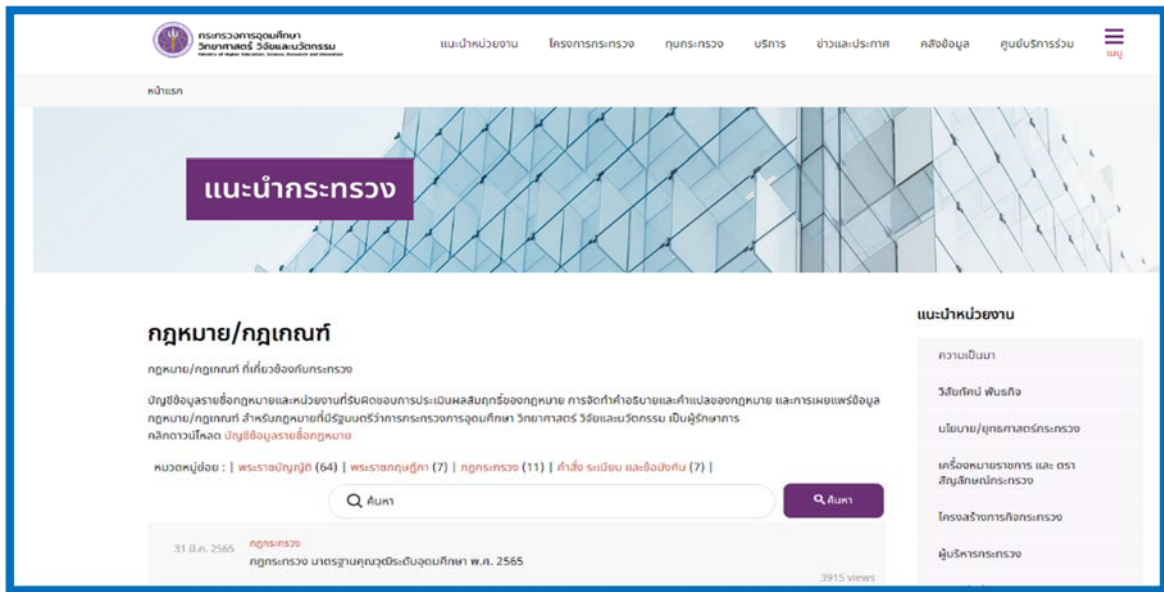 กระทรวงการอุดมศึกษา
วิทยาศาสตร์ วิจัยและนวัตกรรม
Ministry of Higher Education, Science, Research and Innovation
แนะนำหน่วยงาน โครงการกระทรวง ทุนกระทรวง บริการ ข่าวและประกาศ คลังข้อมูล ศูนย์บริการร่วม
เมนู
หน้าแรก
แนะนำกระทรวง
กฎหมาย/กฎเกณฑ์
กฎหมาย/กฎเกณฑ์ ที่เกี่ยวข้องกับกระทรวง
บัญชีข้อมูลรายชื่อกฎหมายและหน่วยงานที่รับผิดชอบการประเมินผลสัมฤทธิ์ของกฎหมาย การจัดทำคำอธิบายและคำแปลของกฎหมาย และการเผยแพร่ข้อมูล
กฎหมาย/กฎเกณฑ์ สำหรับกฎหมายที่มีรัฐมนตรีว่าการกระทรวงการอุดมศึกษา วิทยาศาสตร์ วิจัยและนวัตกรรม เป็นผู้รักษาการ
คลิกดาวน์โหลด บัญชีข้อมูลรายชื่อกฎหมาย
หมวดหมู่ย่อย : | พระราชบัญญัติ (64) | พระราชกฤษฎีกา (7) | กฎกระทรวง (11) | คำสั่ง ระเบียบ และข้อบังคับ (7) |
ค้นหา ค้นหา
31 มี.ค. 2565 กฎกระทรวง
กฎกระทรวง มาตรฐานคุณวุฒิระดับอุดมศึกษา พ.ศ. 2565
3915 views
แนะนำหน่วยงาน
ความเป็นมา
วิสัยทัศน์ พันธกิจ
นโยบาย/ยุทธศาสตร์กระทรวง
เครื่องหมายราชการ และ ตรา
สัญลักษณ์กระทรวง
โครงสร้างภารกิจกระทรวง
ผู้บริหารกระทรวง